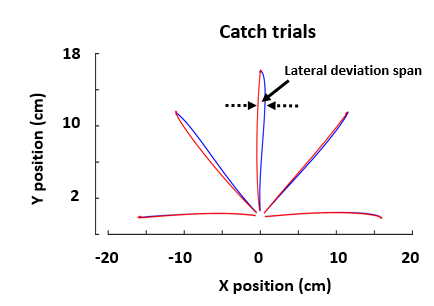 Catch trials
18
Lateral deviation span
10
Y position (cm)
2
-20 -10 0 10 20
X position (cm)